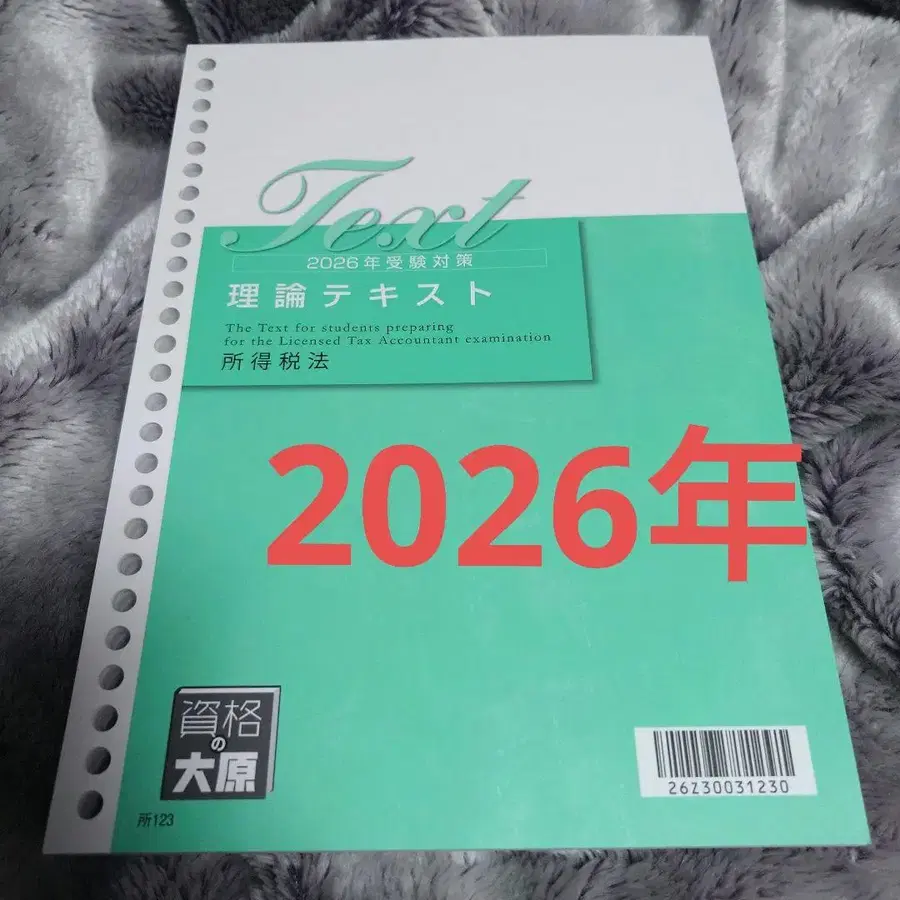 Text
2026年受験対策
理論テキスト
The Text for students preparing
for the Licensed Tax Accountant examination
所得税法
2026年
資格
の
大原
26Z30031230
所123